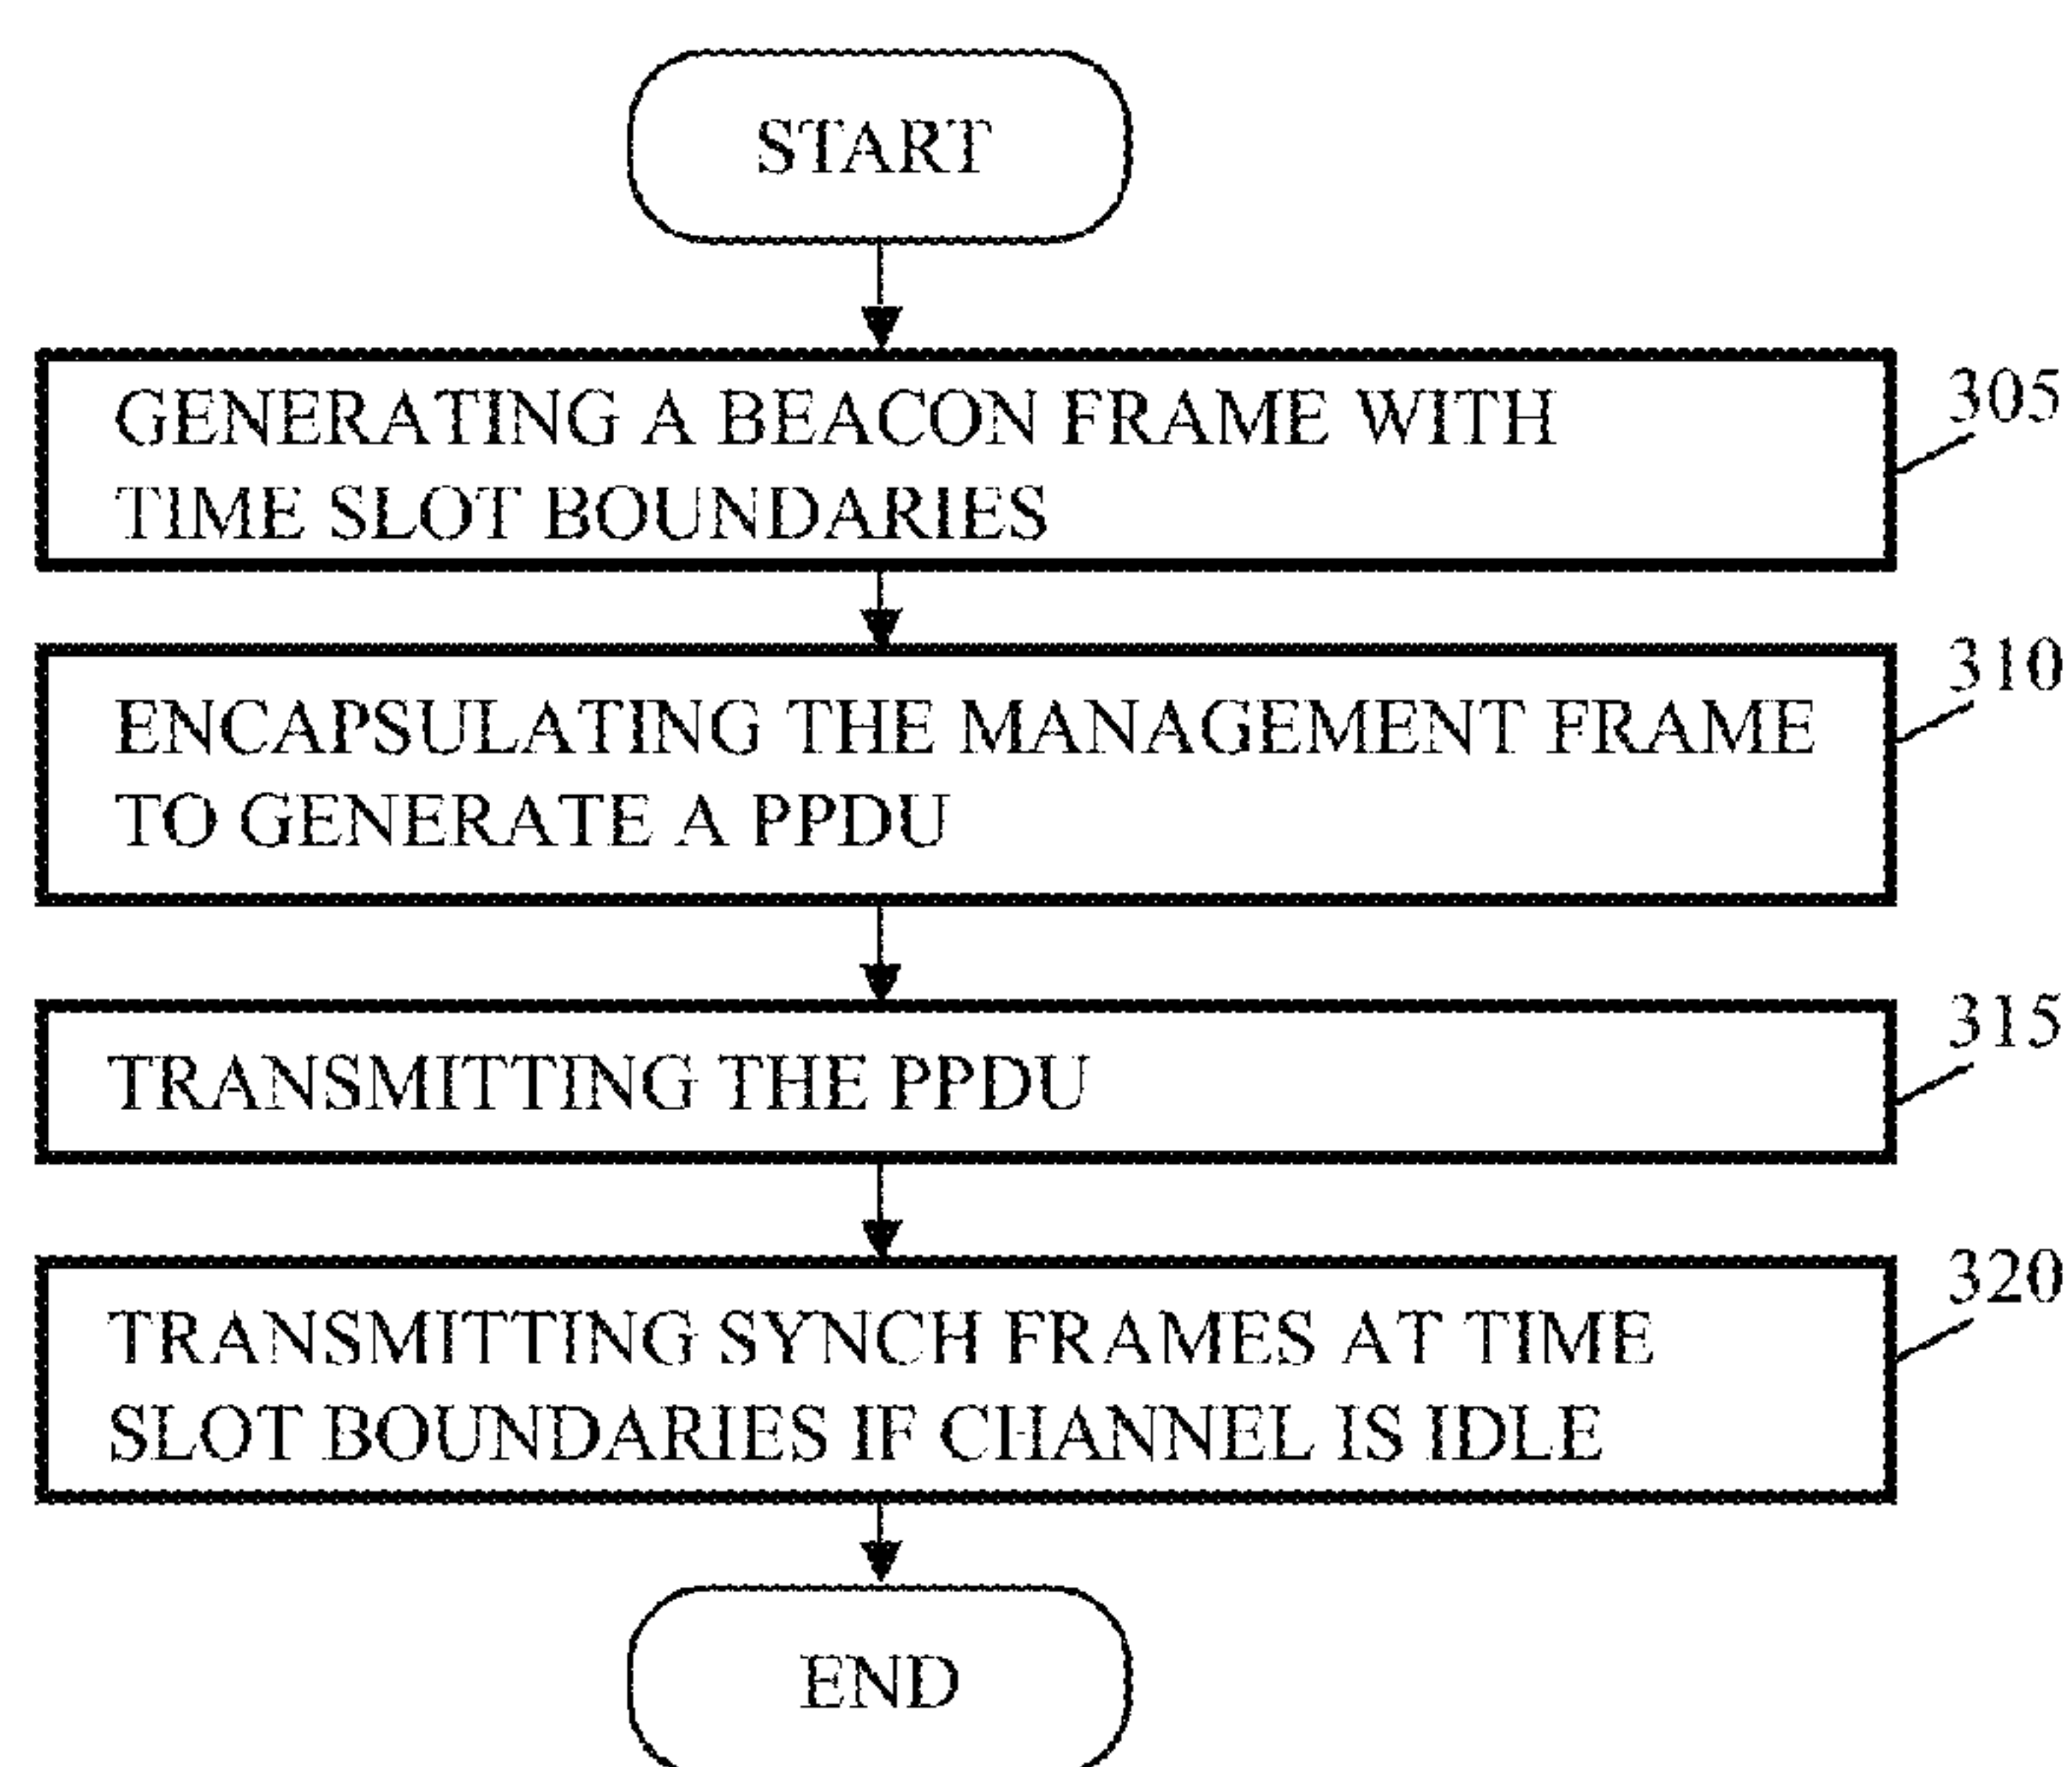 START
305
GENERATING A BEACON FRAME WITH
TIME SLOT BOUNDARIES
310
ENCAPSULATING THE MANAGEMENT FRAME
TO GENERATE A PPDU
315
TRANSMITTING THE PPDU
320
TRANSMITTING SYNCH FRAMES AT TIME
SLOT BOUNDARIES IF CHANNEL IS IDLE
END